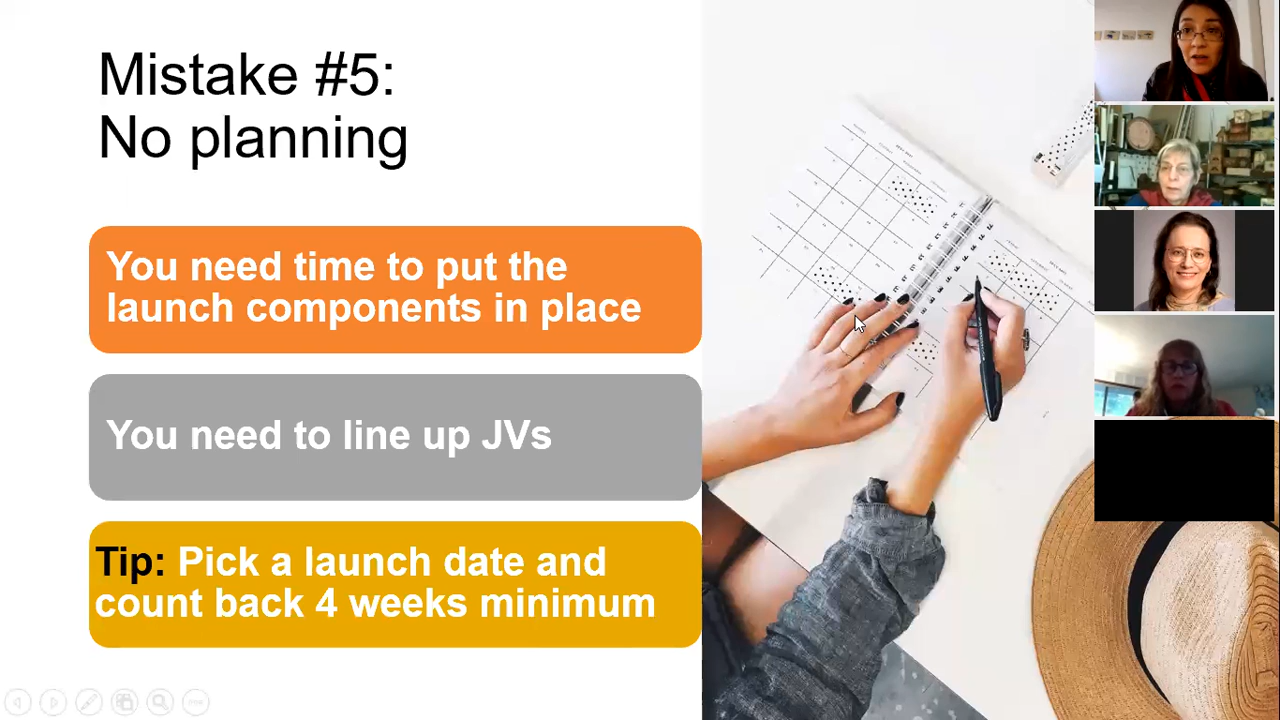 Mistake #5:
No planning
You need time to put the
launch components in place
You need to line up JVs
Tip: Pick a launch date and
count back 4 weeks minimum